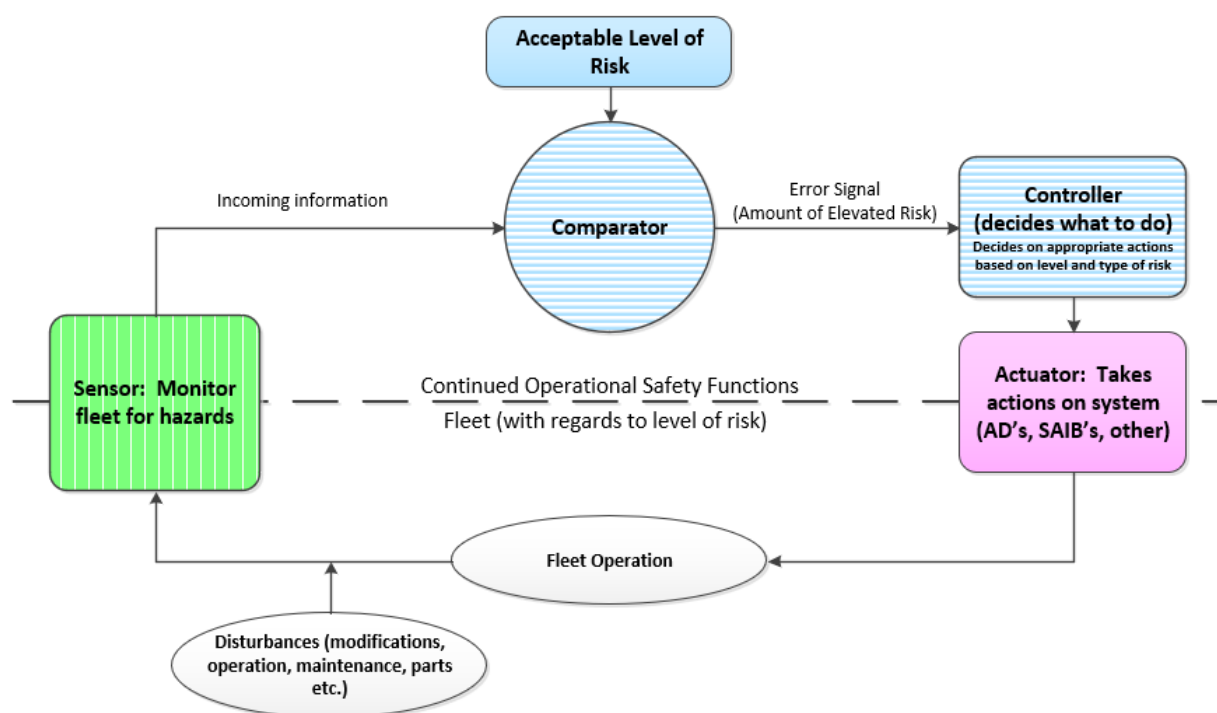 Acceptable Level of
Risk
Incoming information
Comparator
Error Signal
(Amount of Elevated Risk)
Controller
(decides what to do)
Decides on appropriate actions
based on level and type of risk
Sensor:  Monitor
fleet for hazards
Continued Operational Safety Functions
Fleet (with regards to level of risk)
Actuator:  Takes
actions on system
(AD’s, SAIB’s, other)
Fleet Operation
Disturbances (modifications,
operation, maintenance, parts
etc.)